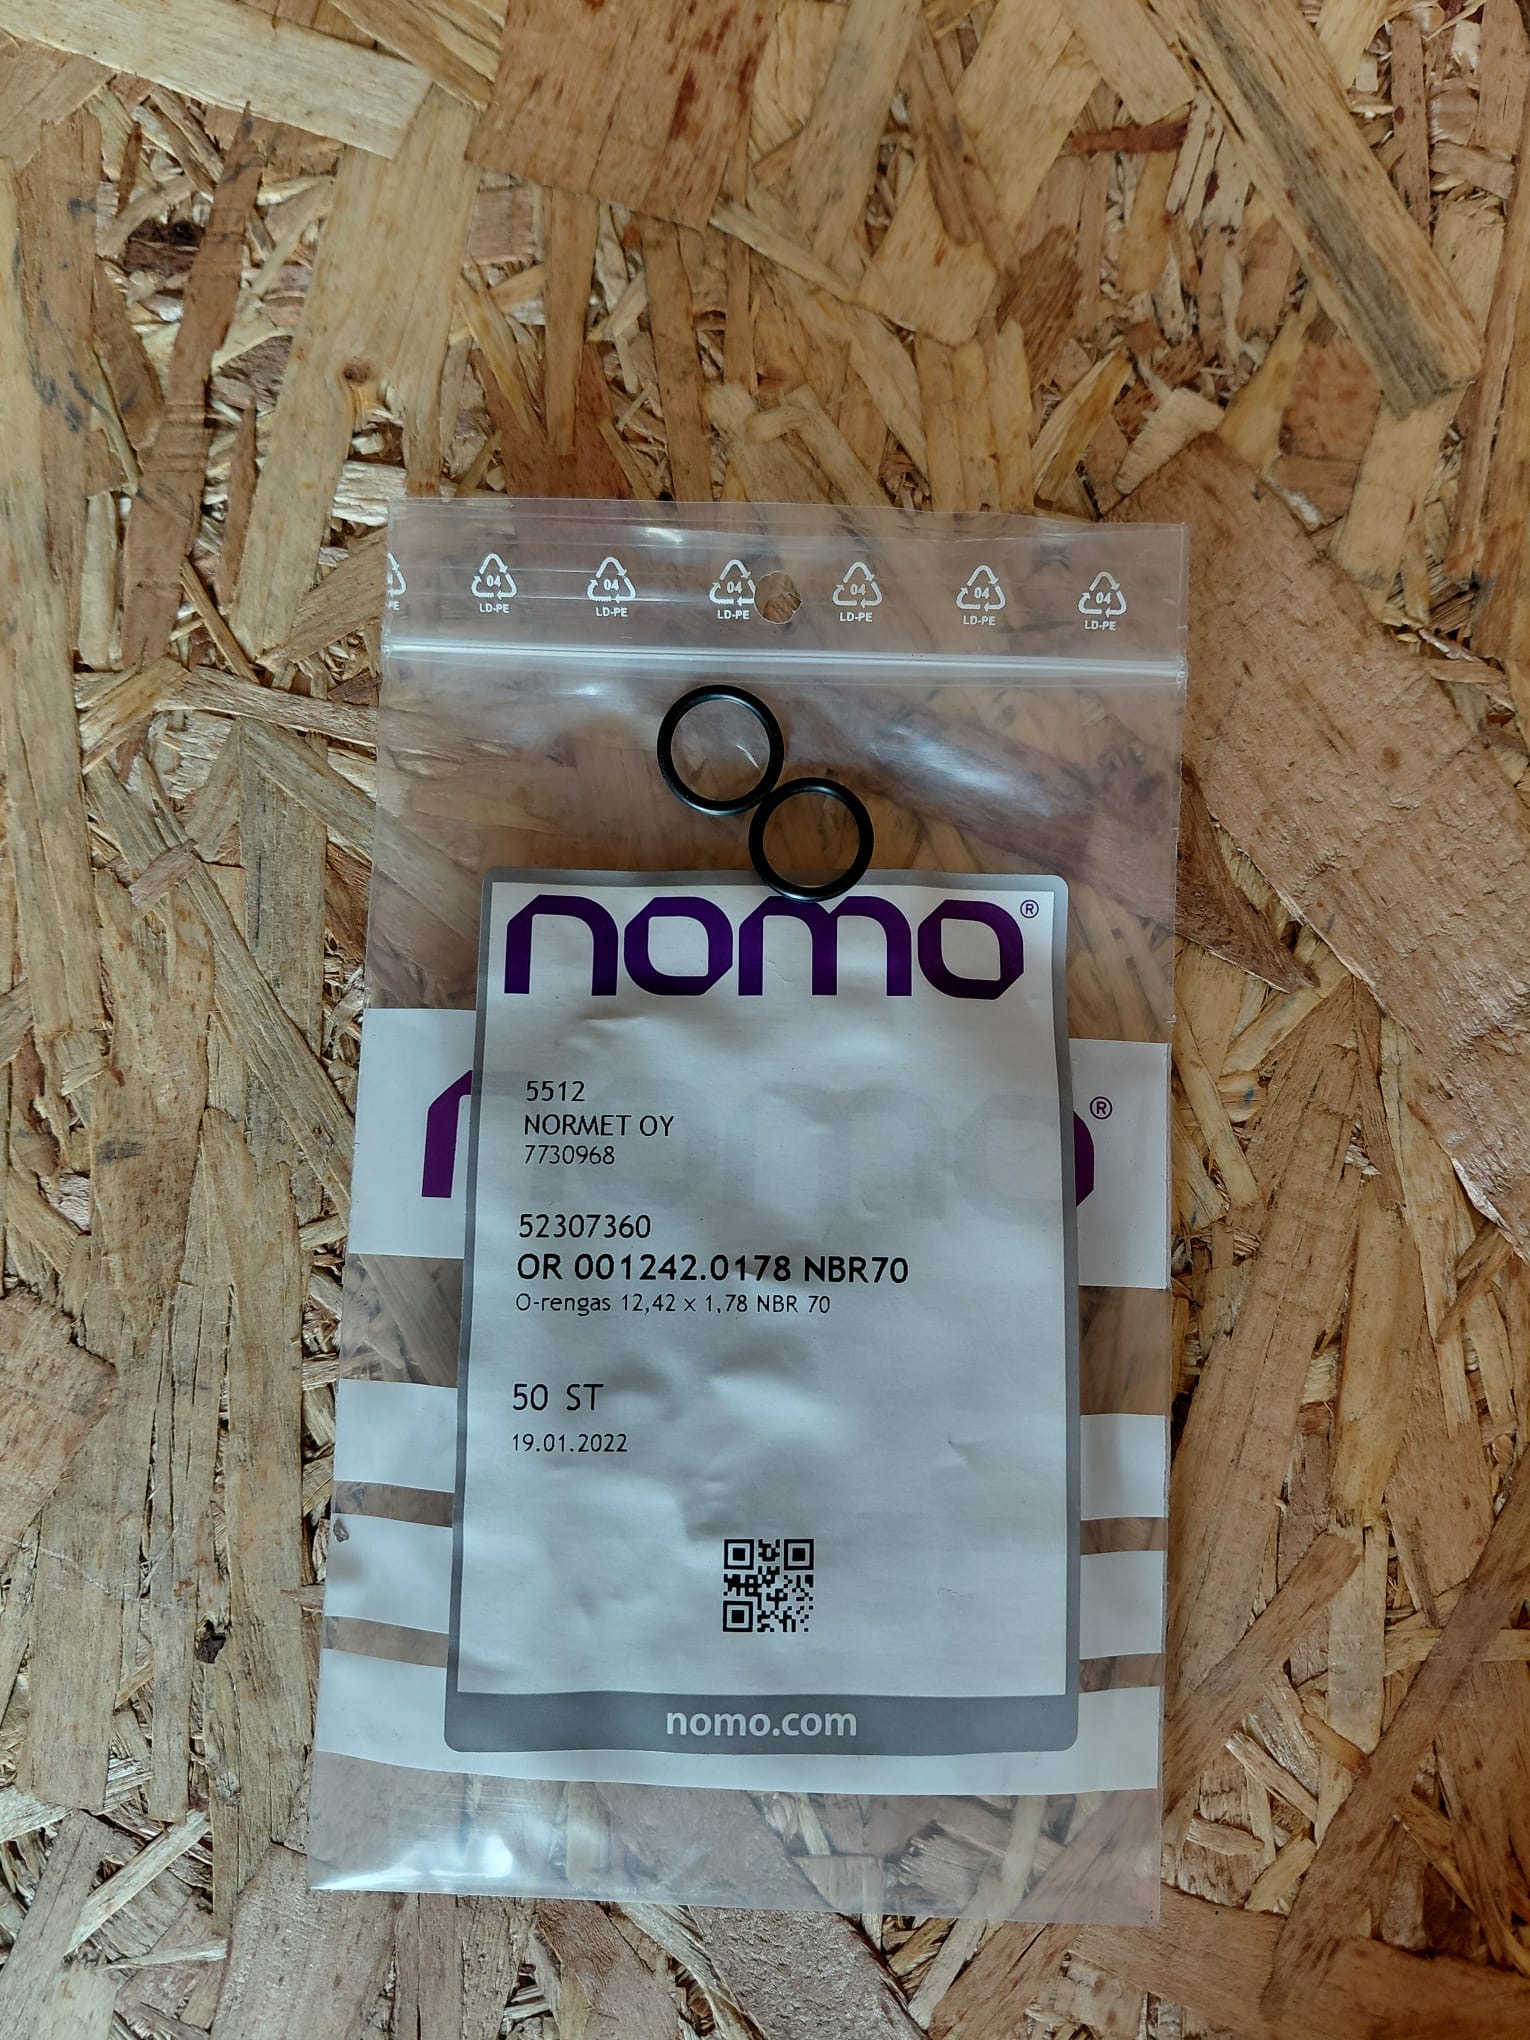 04 04 04 04 04 04
PE LD-PE LD-PE LD-PE LD-PE LD-PE LD-PE
nomo®
®
5512
NORMET OY
7730968
52307360
OR 001242.0178 NBR70
O-rengas 12,42 x 1,78 NBR 70
50 ST
19.01.2022
nomo.com